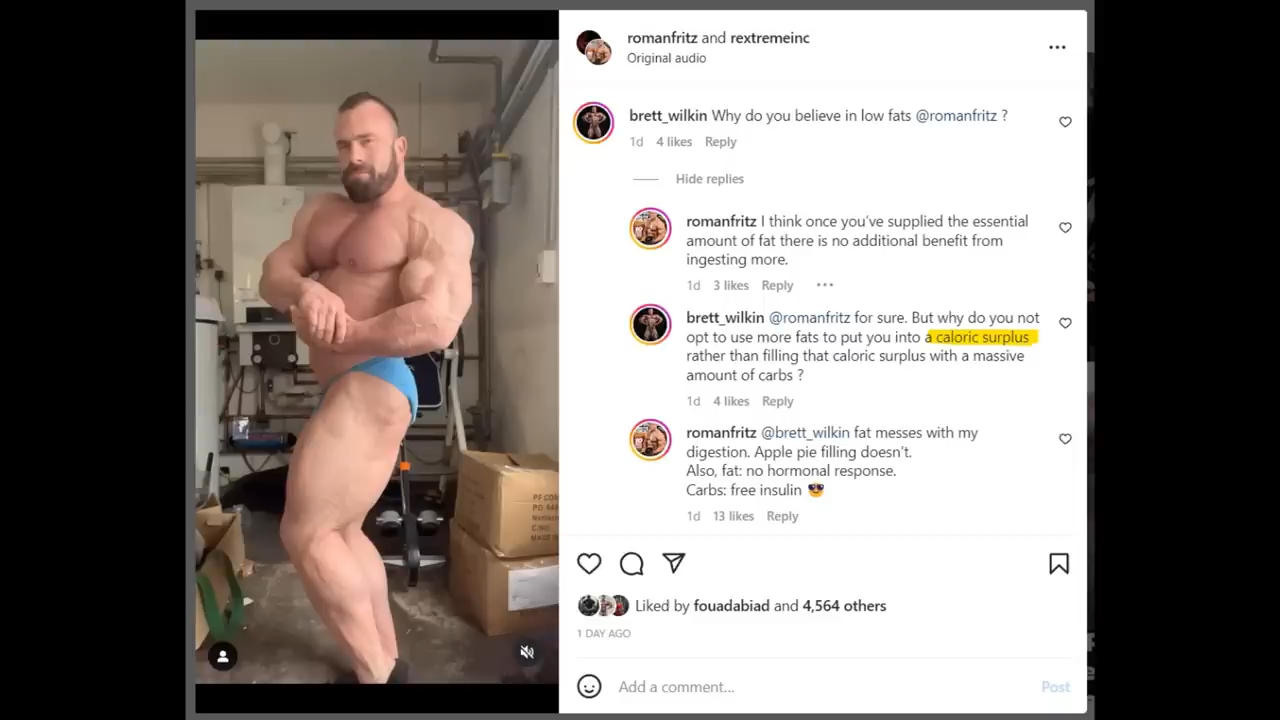 romanfritz and rextremeinc
Original audio
brett_wilkin Why do you believe in low fats @romanfritz ?
1d 4 likes Reply
Hide replies
romanfritz I think once you've supplied the essential
amount of fat there is no additional benefit from
ingesting more.
1d 3 likes Reply
brett_wilkin @romanfritz for sure. But why do you not
opt to use more fats to put you into a caloric surplus
rather than filling that caloric surplus with a massive
amount of carbs ?
1d 4 likes Reply
romanfritz @brett_wilkin fat messes with my
digestion. Apple pie filling doesn't.
Also, fat: no hormonal response.
Carbs: free insulin 😎
1d 13 likes Reply
Liked by fouadabiad and 4,564 others
1 DAY AGO
Add a comment...
Post